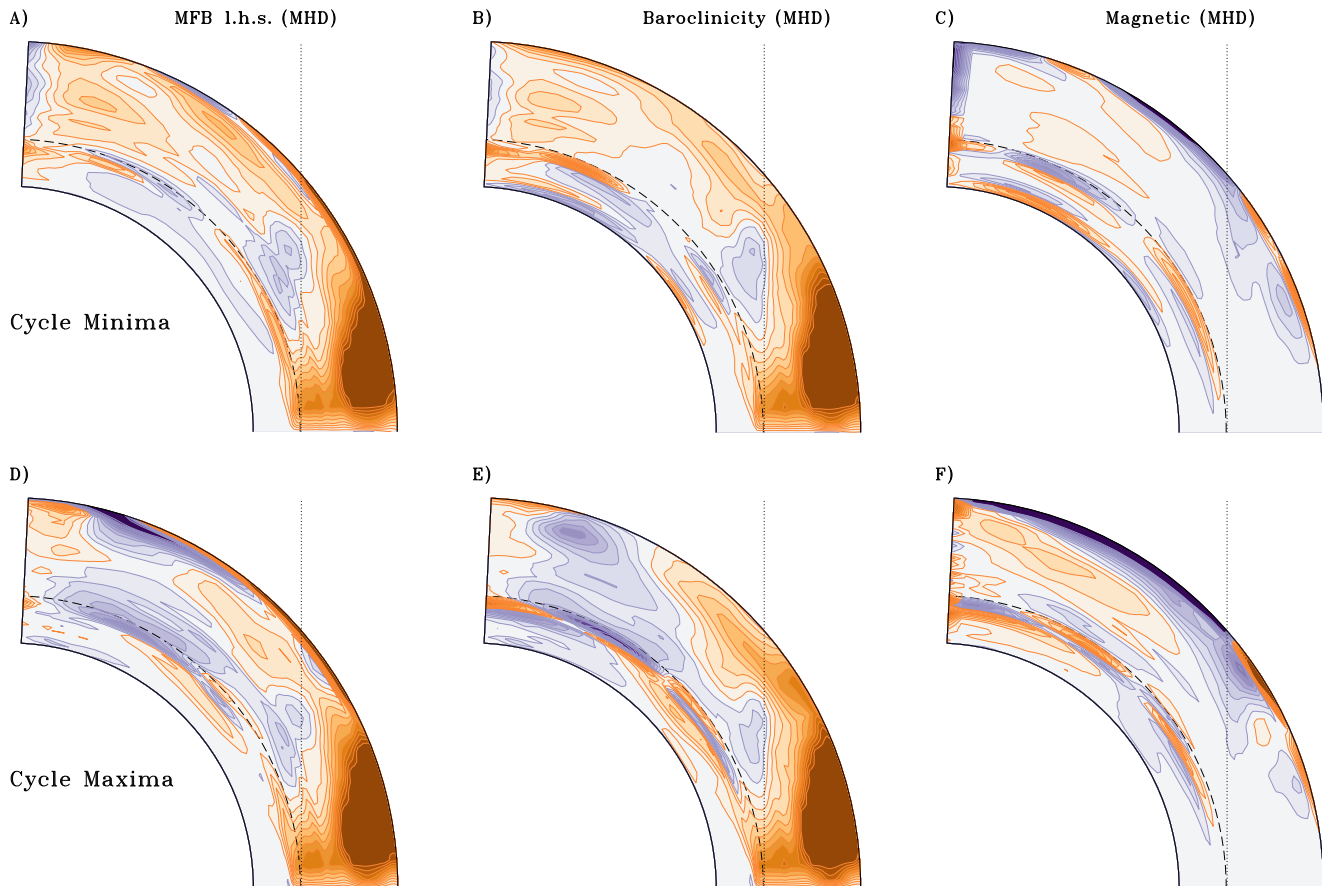 A) MFB l.h.s. (MHD)
B) Baroclinicity (MHD)
C) Magnetic (MHD)
Cycle Minima
D)
E)
F)
Cycle Maxima